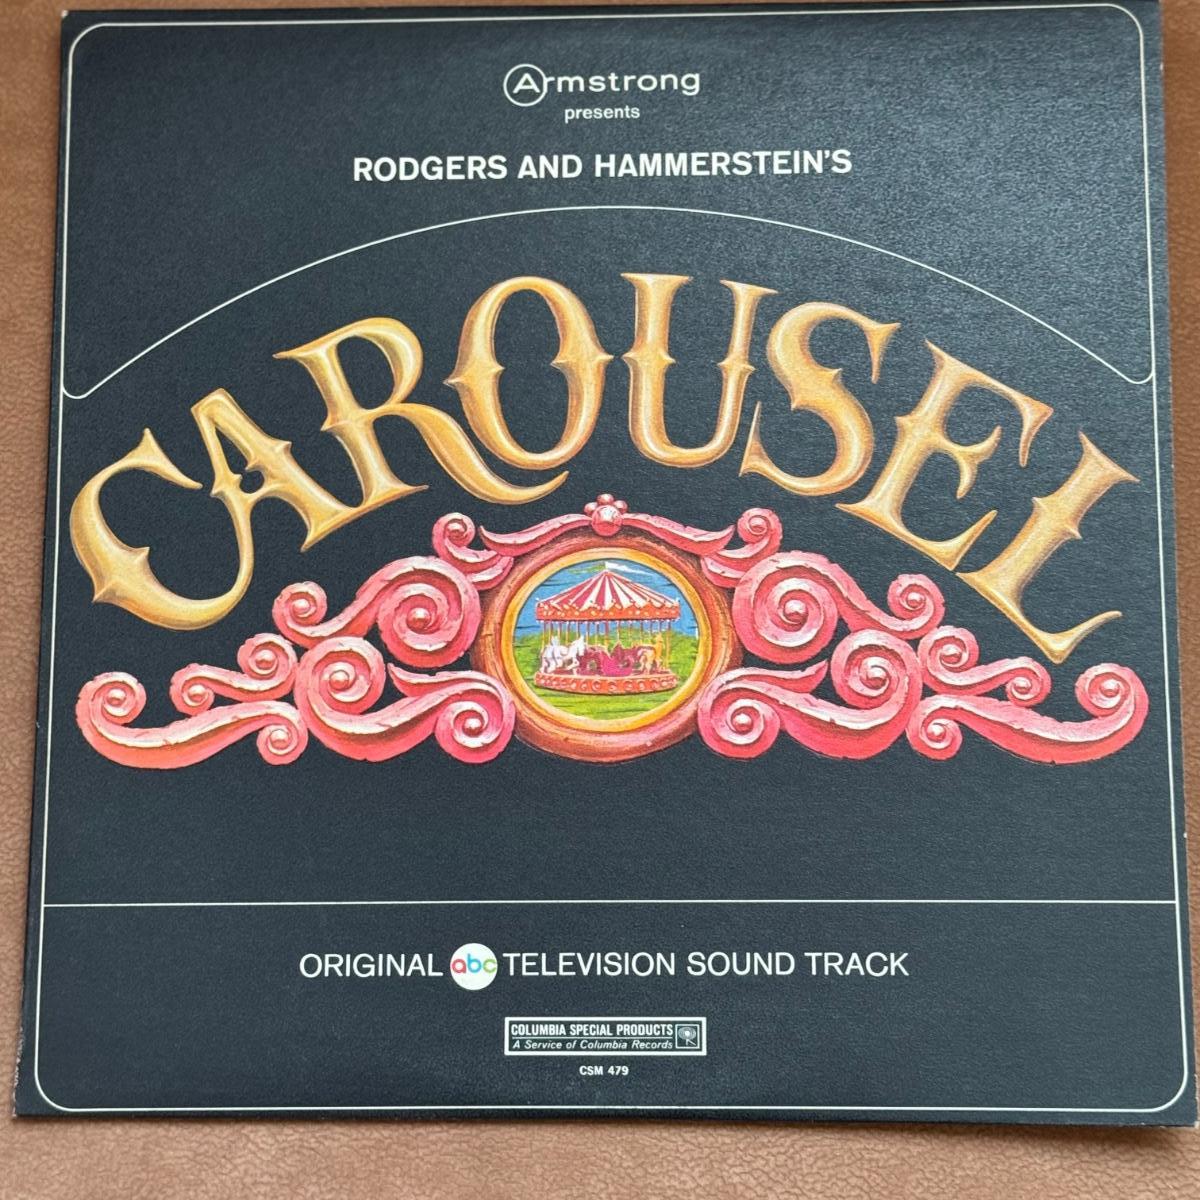 Armstrong
presents
RODGERS AND HAMMERSTEIN'S
CAROUSEL
ORIGINAL abc TELEVISION SOUND TRACK
COLUMBIA SPECIAL PRODUCTS
A Service of Columbia Records
CSM 479